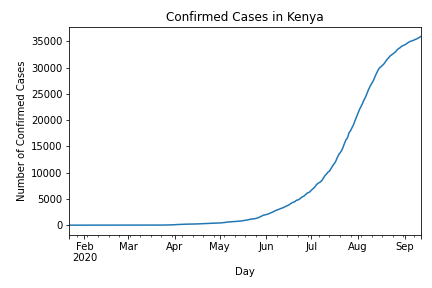 Confirmed Cases in Kenya
Number of Confirmed Cases
35000
30000
25000
20000
15000
10000
5000
0
Feb Mar Apr May Jun Jul Aug Sep
2020
Day